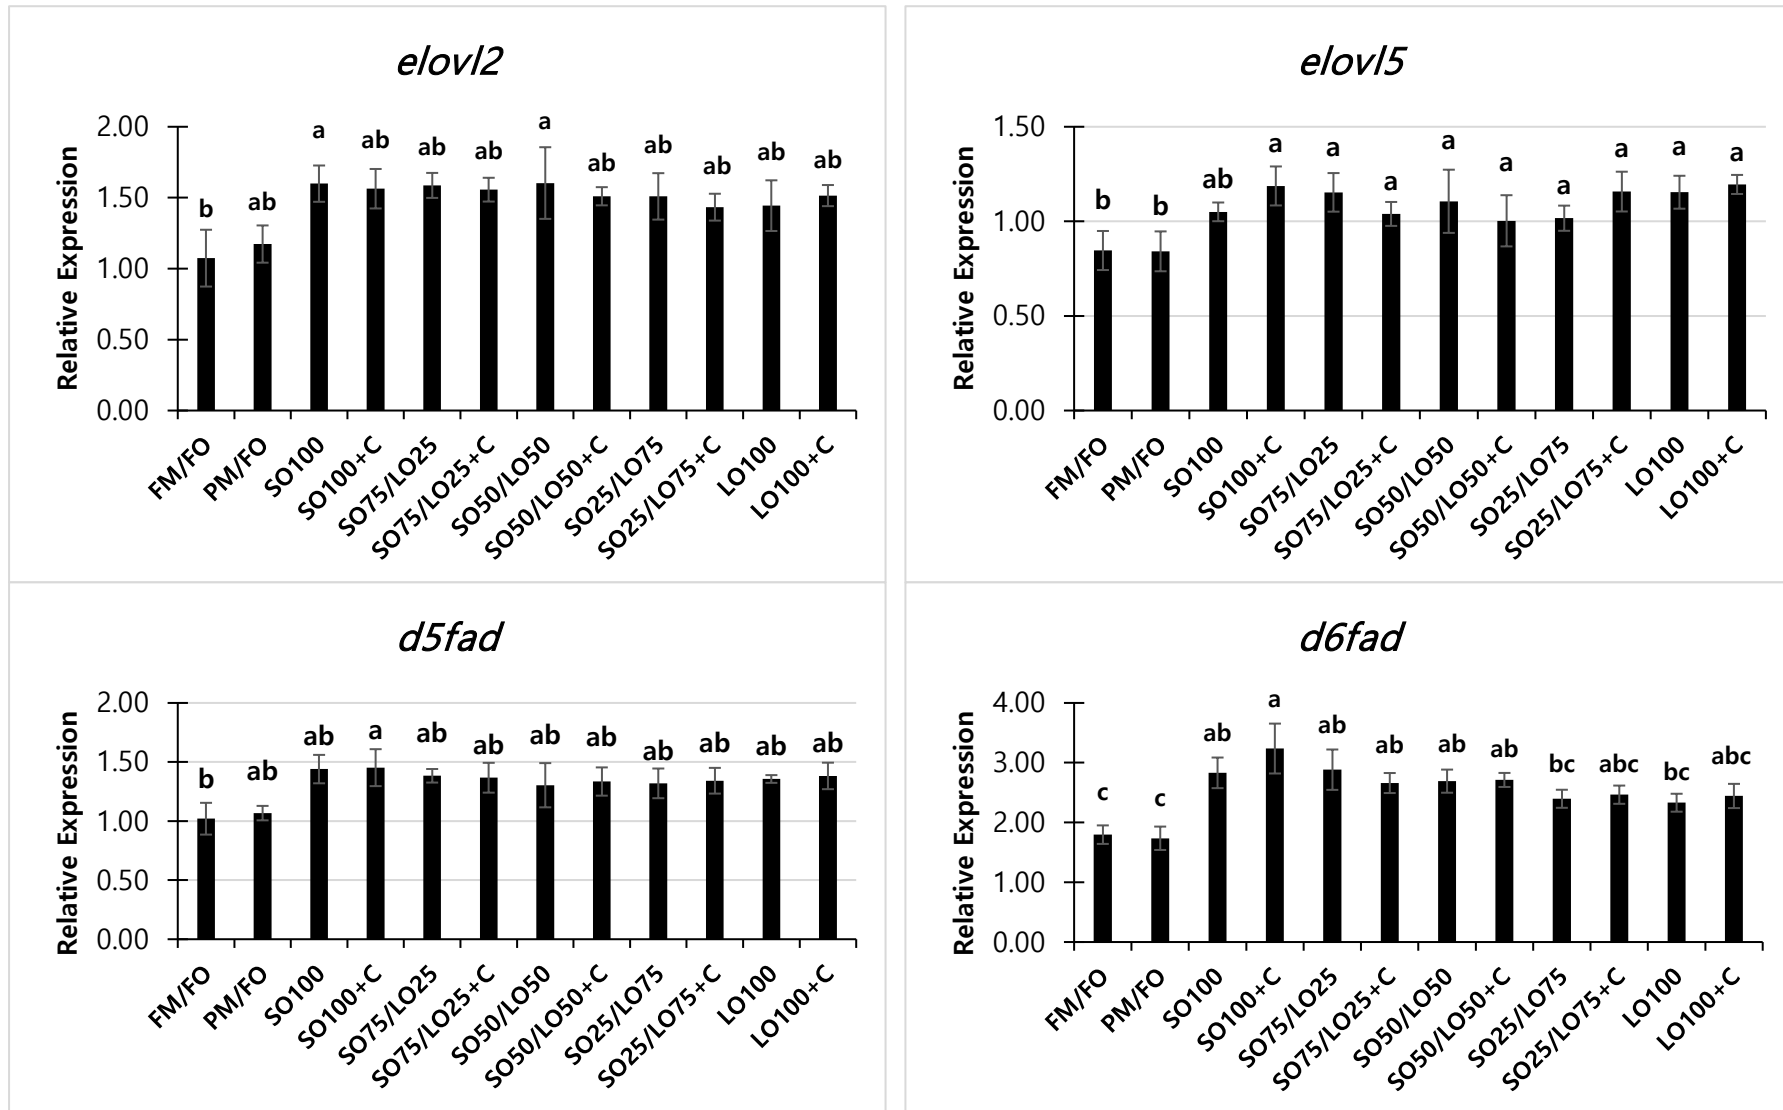 elovl2
Relative Expression
2.00
1.50
1.00
0.50
0.00
b
ab
a
ab
ab
ab
a
ab
ab
ab
ab
ab
FM/FO
PM/FO
SO100
SO100+C
SO75/LO25
SO75/LO25+C
SO50/LO50
SO50/LO50+C
SO25/LO75
SO25/LO75+C
LO100
LO100+C
elovl5
Relative Expression
1.50
1.00
0.50
0.00
b
b
ab
a
a
a
a
a
a
a
a
a
FM/FO
PM/FO
SO100
SO100+C
SO75/LO25
SO75/LO25+C
SO50/LO50
SO50/LO50+C
SO25/LO75
SO25/LO75+C
LO100
LO100+C
d5fad
Relative Expression
2.00
1.50
1.00
0.50
0.00
b
ab
ab
a
ab
ab
ab
ab
ab
ab
ab
ab
FM/FO
PM/FO
SO100
SO100+C
SO75/LO25
SO75/LO25+C
SO50/LO50
SO50/LO50+C
SO25/LO75
SO25/LO75+C
LO100
LO100+C
d6fad
Relative Expression
4.00
3.00
2.00
1.00
0.00
c
c
ab
a
ab
ab
ab
ab
bc
abc
bc
abc
FM/FO
PM/FO
SO100
SO100+C
SO75/LO25
SO75/LO25+C
SO50/LO50
SO50/LO50+C
SO25/LO75
SO25/LO75+C
LO100
LO100+C